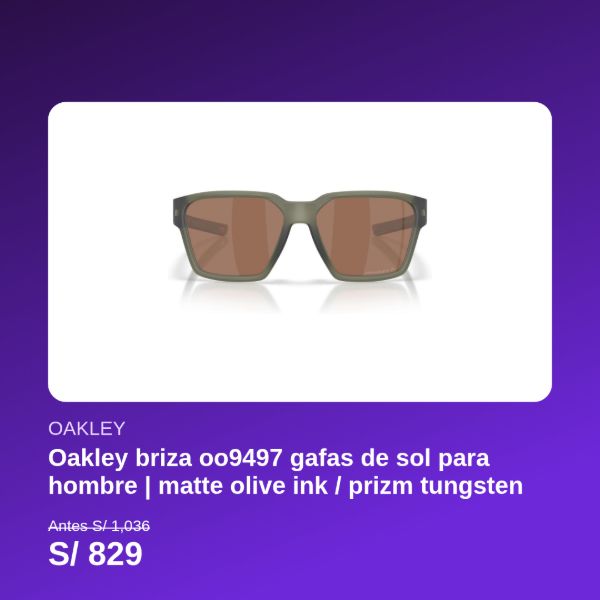 OAKLEY
Oakley briza oo9497 gafas de sol para
hombre | matte olive ink / prizm tungsten
Antes S/ 1,036
S/ 829